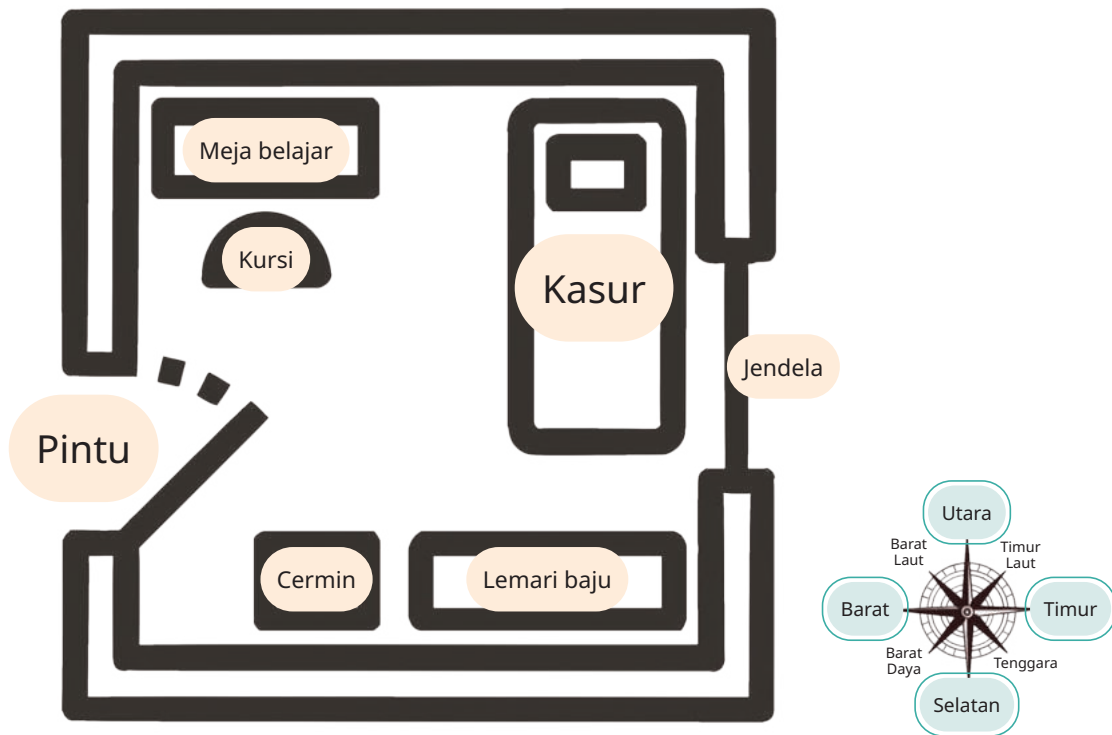 Meja belajar
Kursi
Kasur
Jendela
Pintu
Cermin
Lemari baju
Utara
Barat
Laut
Timur
Laut
Barat
Timur
Barat
Daya
Tenggara
Selatan